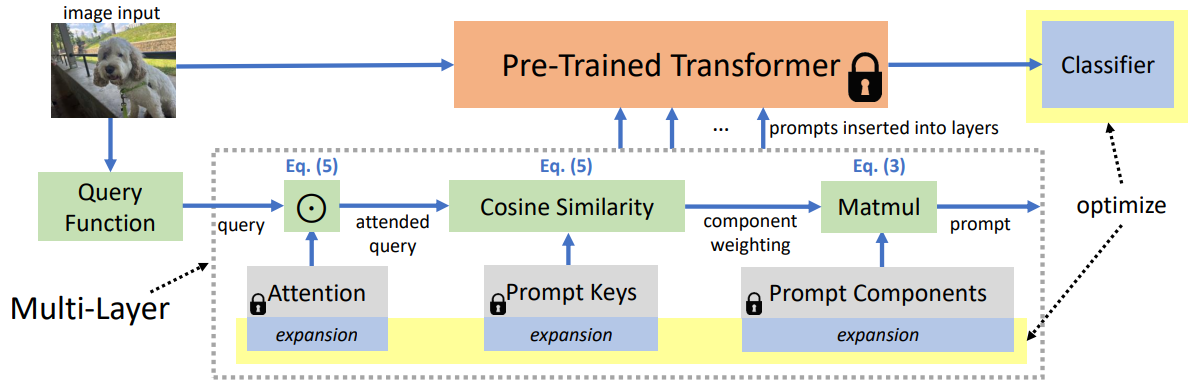 image input
Pre-Trained Transformer
Classifier
...
prompts inserted into layers
Eq. (5)
Eq. (5)
Eq. (3)
Query
Function
query
⊙
attended
query
Cosine Similarity
component
weighting
Matmul
prompt
optimize
Multi-Layer
Attention
Prompt Keys
Prompt Components
expansion
expansion
expansion